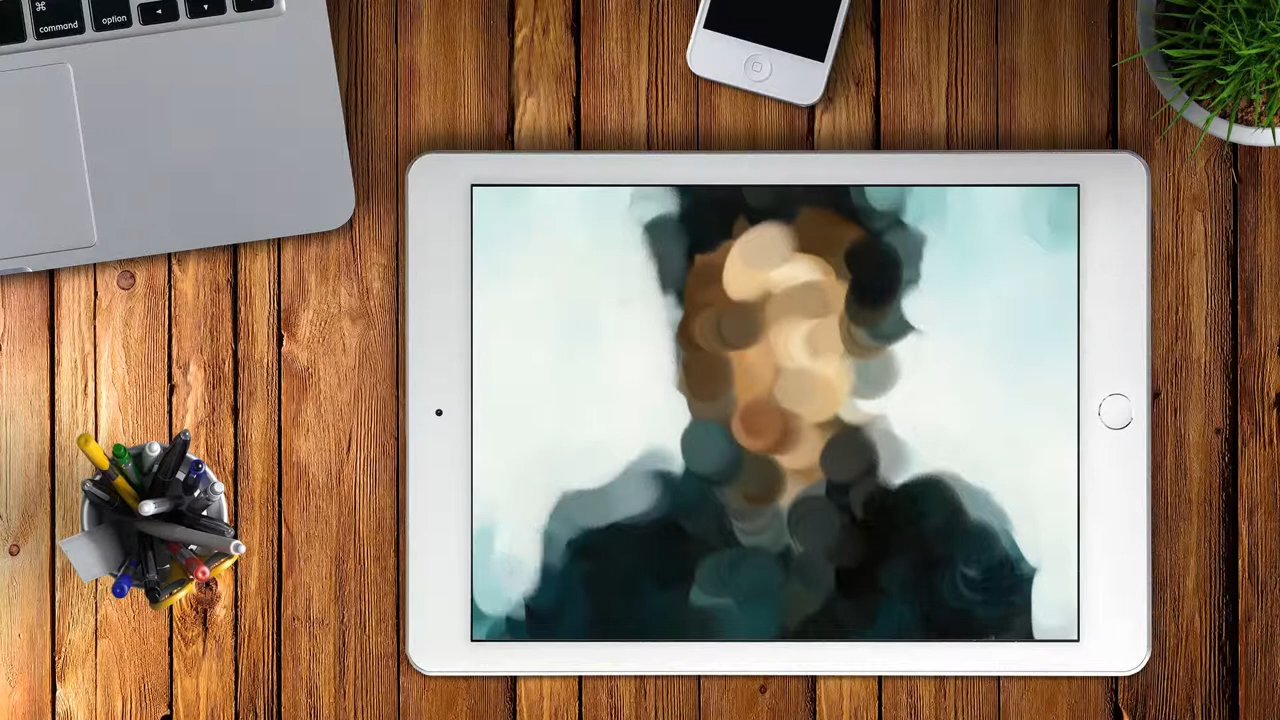 ⌘
command
option
◄
▼